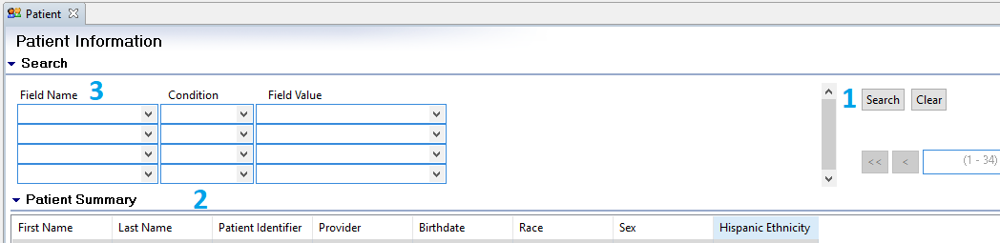 Patient
Patient Information
Search
Field Name 3 Condition Field Value
1 Search Clear
<< < (1 - 34)
Patient Summary
2
First Name Last Name Patient Identifier Provider Birthdate Race Sex Hispanic Ethnicity